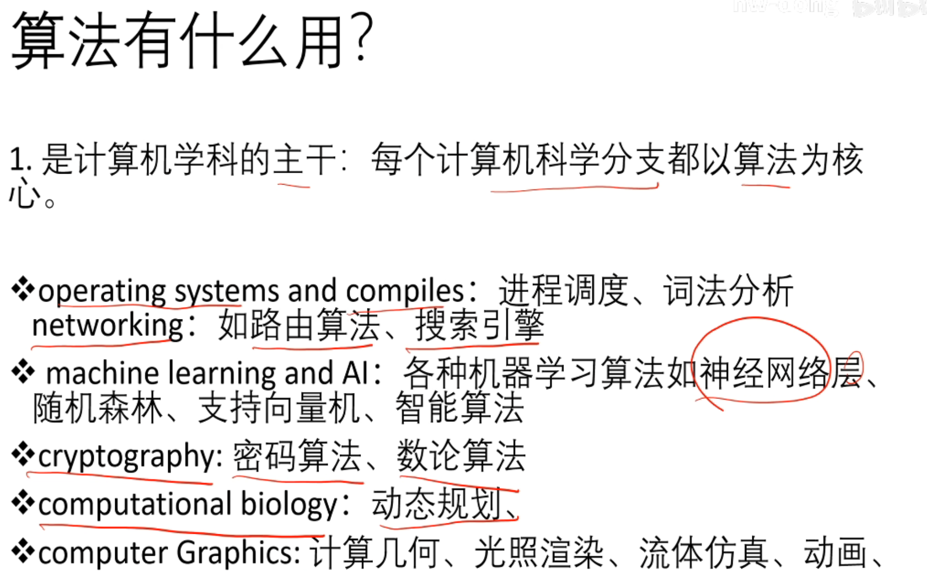 算法有什么用?
1. 是计算机学科的主干：每个计算机科学分支都以算法为核
心。
❖operating systems and compiles：进程调度、词法分析
networking：如路由算法、搜索引擎
❖ machine learning and AI：各种机器学习算法如神经网络层、
随机森林、支持向量机、智能算法
❖cryptography: 密码算法、数论算法
❖computational biology：动态规划、
❖computer Graphics: 计算几何、光照渲染、流体仿真、动画、